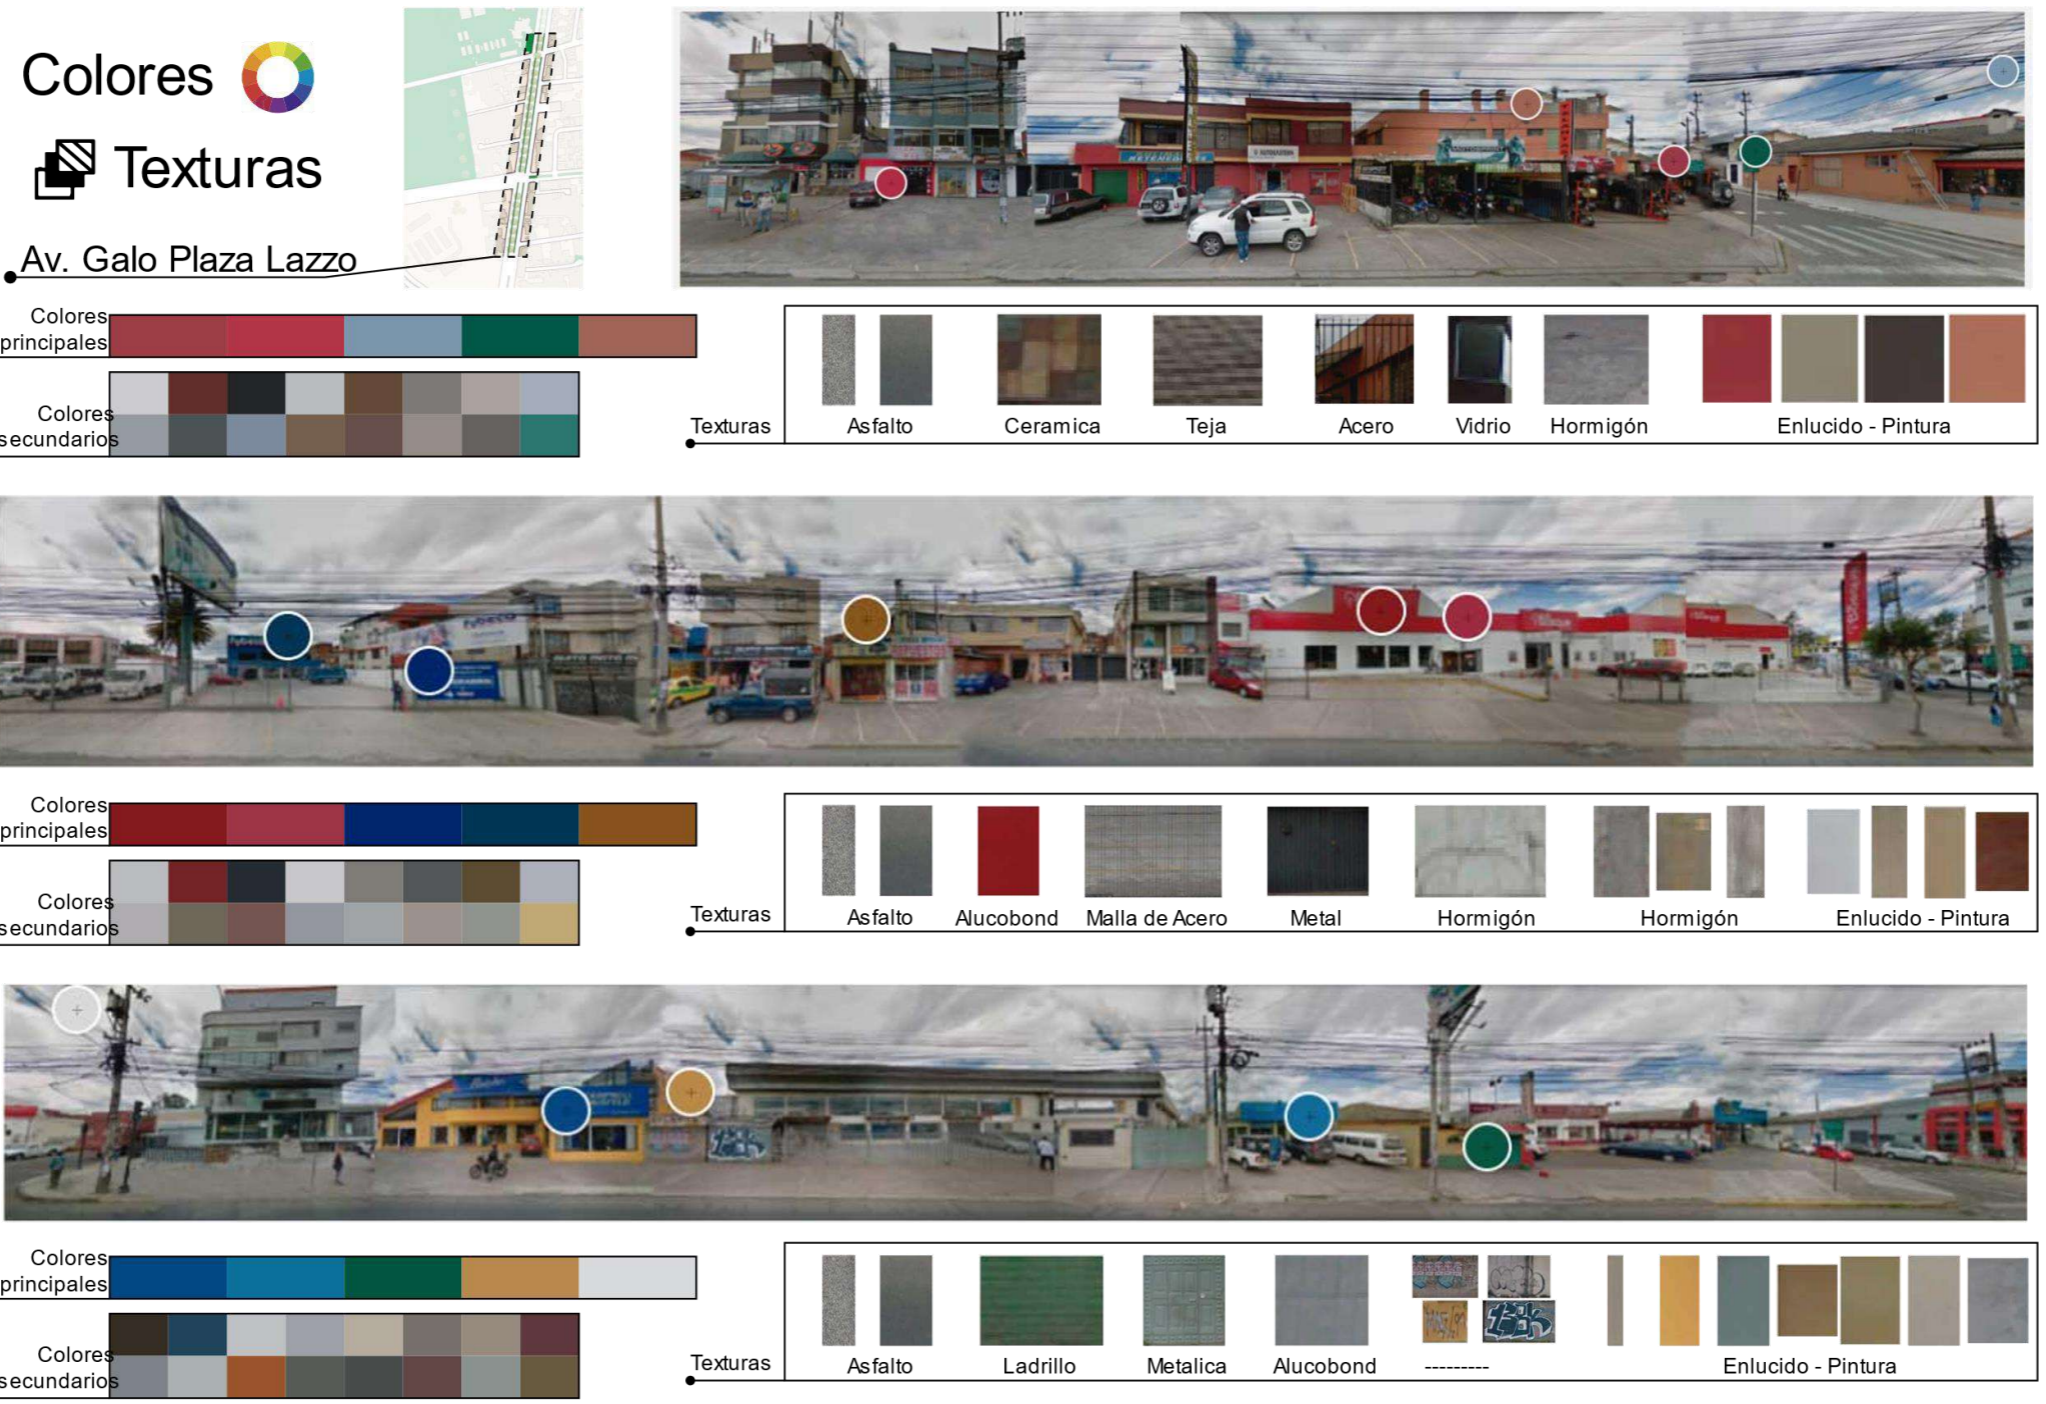 Colores
Texturas
Av. Galo Plaza Lazzo
Colores
principales
Colores
secundarios
Texturas
Asfalto
Ceramica
Teja
Acero
Vidrio
Hormigón
Enlucido - Pintura
Colores
principales
Colores
secundarios
Texturas
Asfalto
Alucobond
Malla de Acero
Metal
Hormigón
Hormigón
Enlucido - Pintura
Colores
principales
Colores
secundarios
Texturas
Asfalto
Ladrillo
Metalica
Alucobond
---------
Enlucido - Pintura